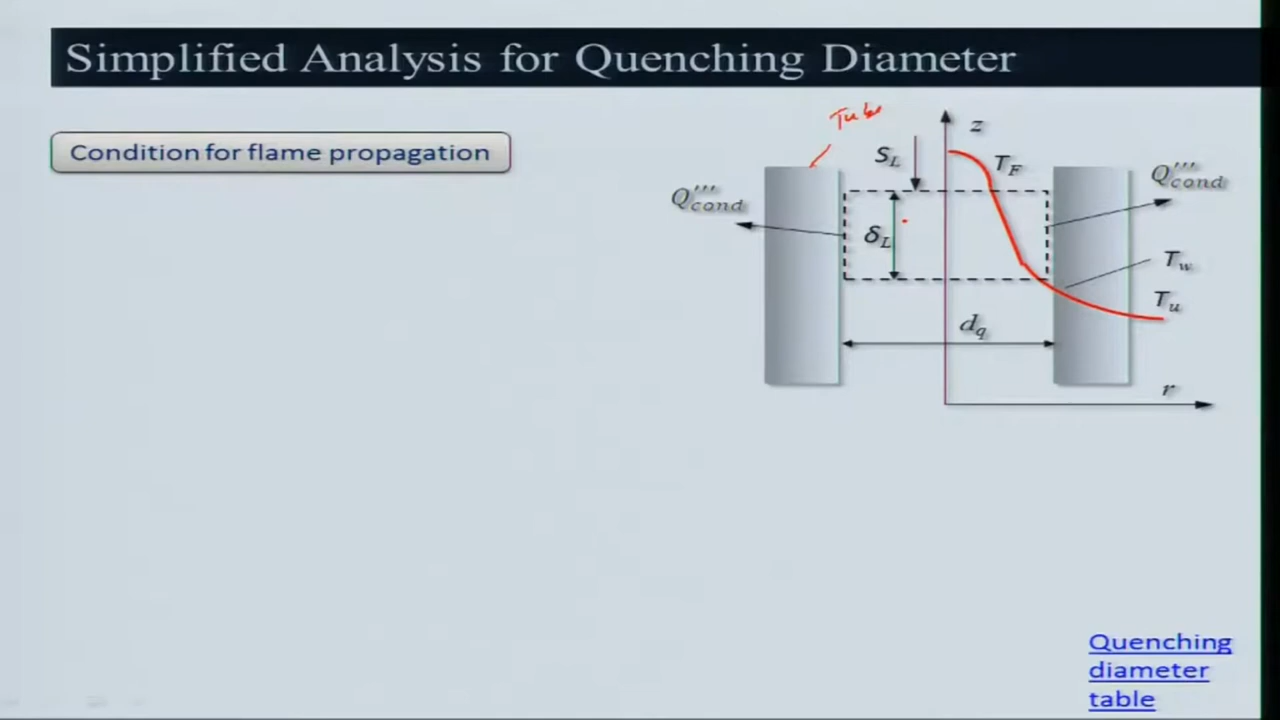 Simplified Analysis for Quenching Diameter
Condition for flame propagation
Tube
z
S_L
T_F
Q'''_cond
Q'''_cond
δ_L
T_w
T_u
d_q
r
Quenching
diameter
table